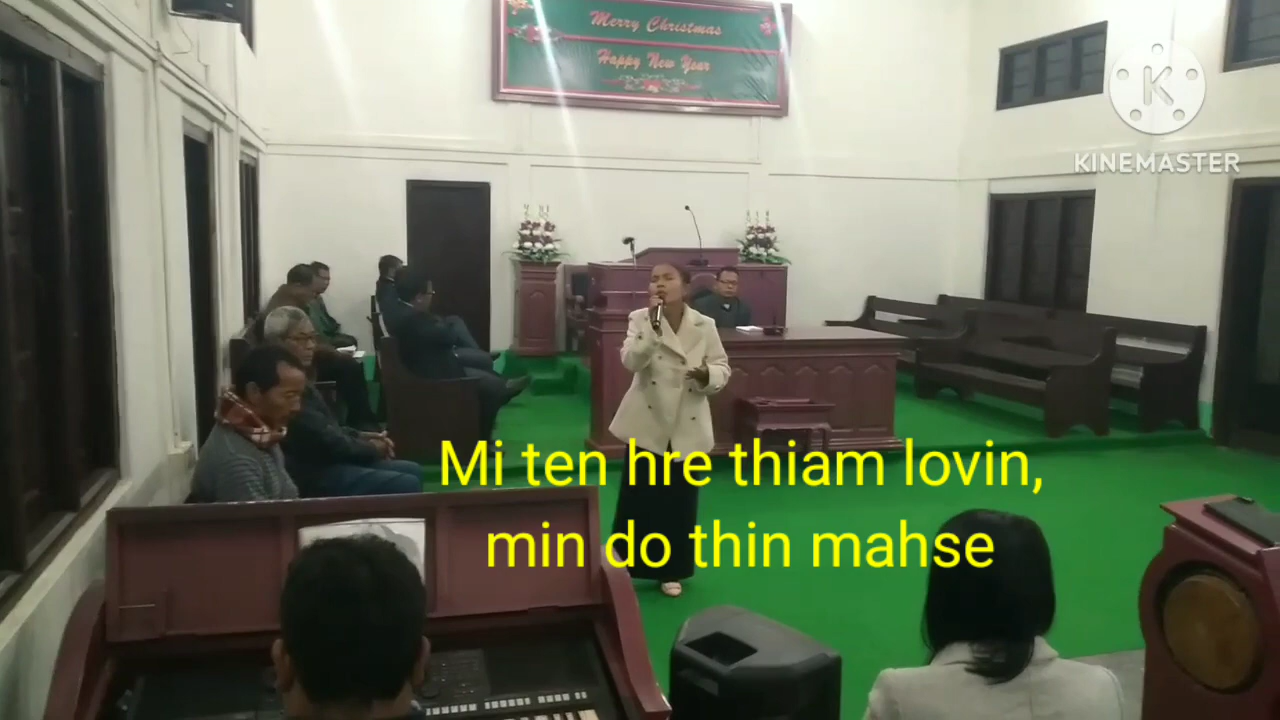 Merry Christmas
Happy New Year
K
KINEMASTER
Mi ten hre thiam lovin,
min do thin mahse